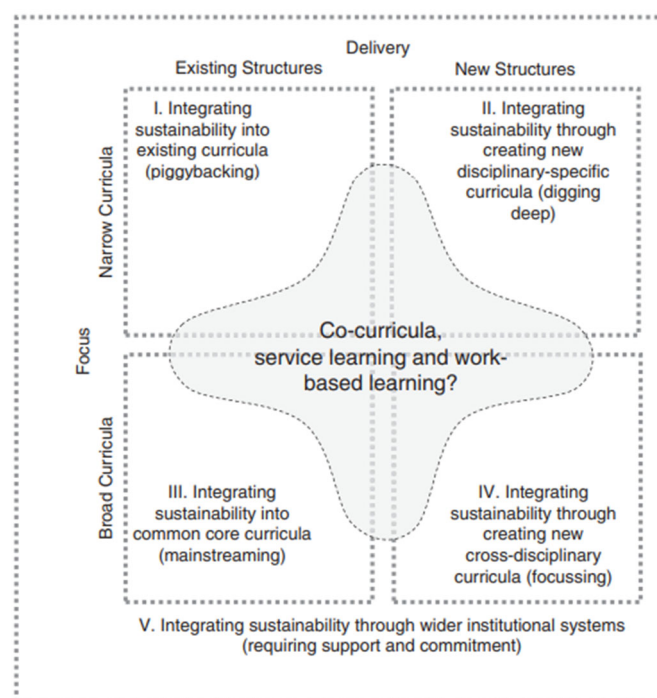 Delivery
Existing Structures
New Structures
Focus
Narrow Curricula
Broad Curricula
I. Integrating
sustainability into
existing curricula
(piggybacking)
II. Integrating
sustainability through
creating new
disciplinary-specific
curricula (digging
deep)
Co-curricula,
service learning and work-
based learning?
III. Integrating
sustainability into
common core curricula
(mainstreaming)
IV. Integrating
sustainability through
creating new
cross-disciplinary
curricula (focussing)
V. Integrating sustainability through wider institutional systems
(requiring support and commitment)